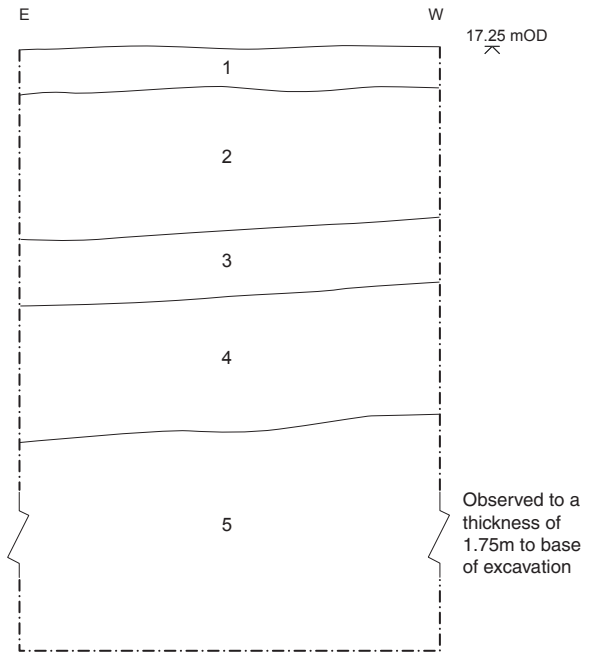 E
W
17.25 mOD
1
2
3
4
5
Observed to a
thickness of
1.75m to base
of excavation